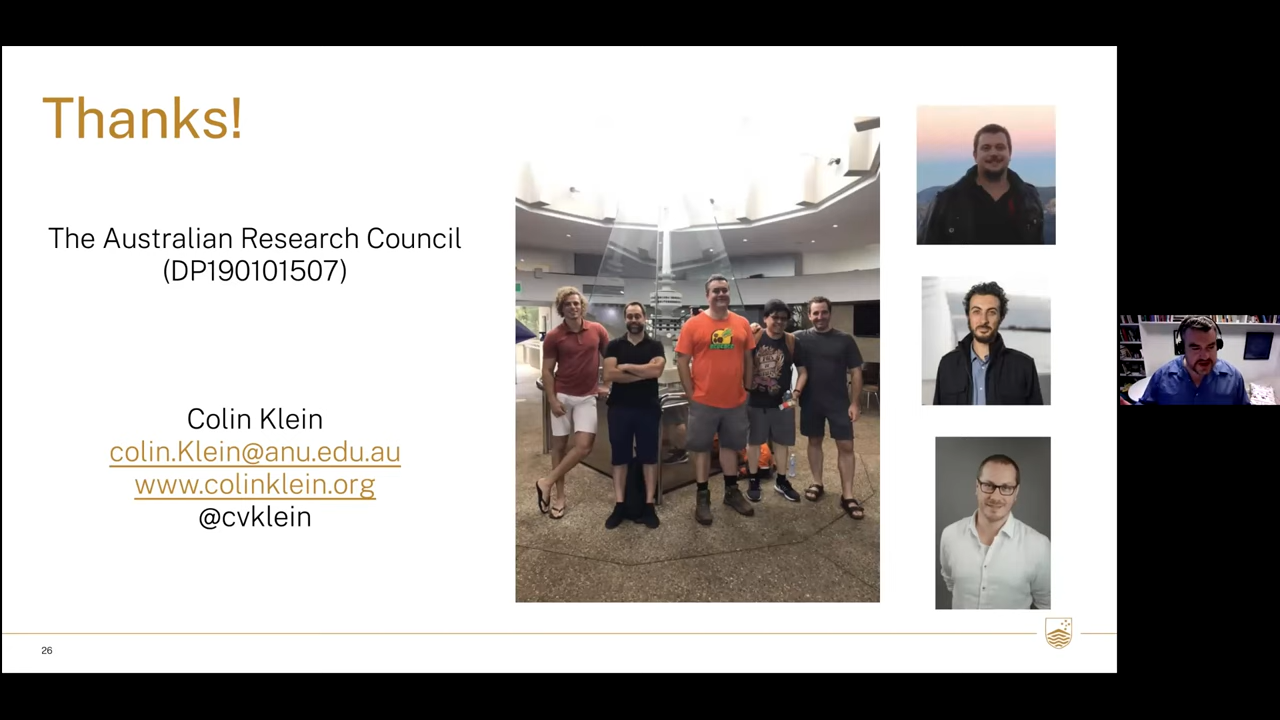 Thanks!
The Australian Research Council
(DP190101507)
Colin Klein
colin.Klein@anu.edu.au
www.colinklein.org
@cvklein
26